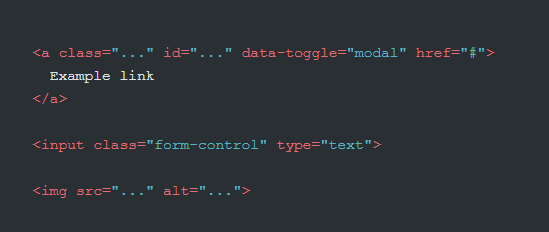 <a class="..." id="..." data-toggle="modal" href="#">
Example link
</a>
<input class="form-control" type="text">
<img src="..." alt="...">